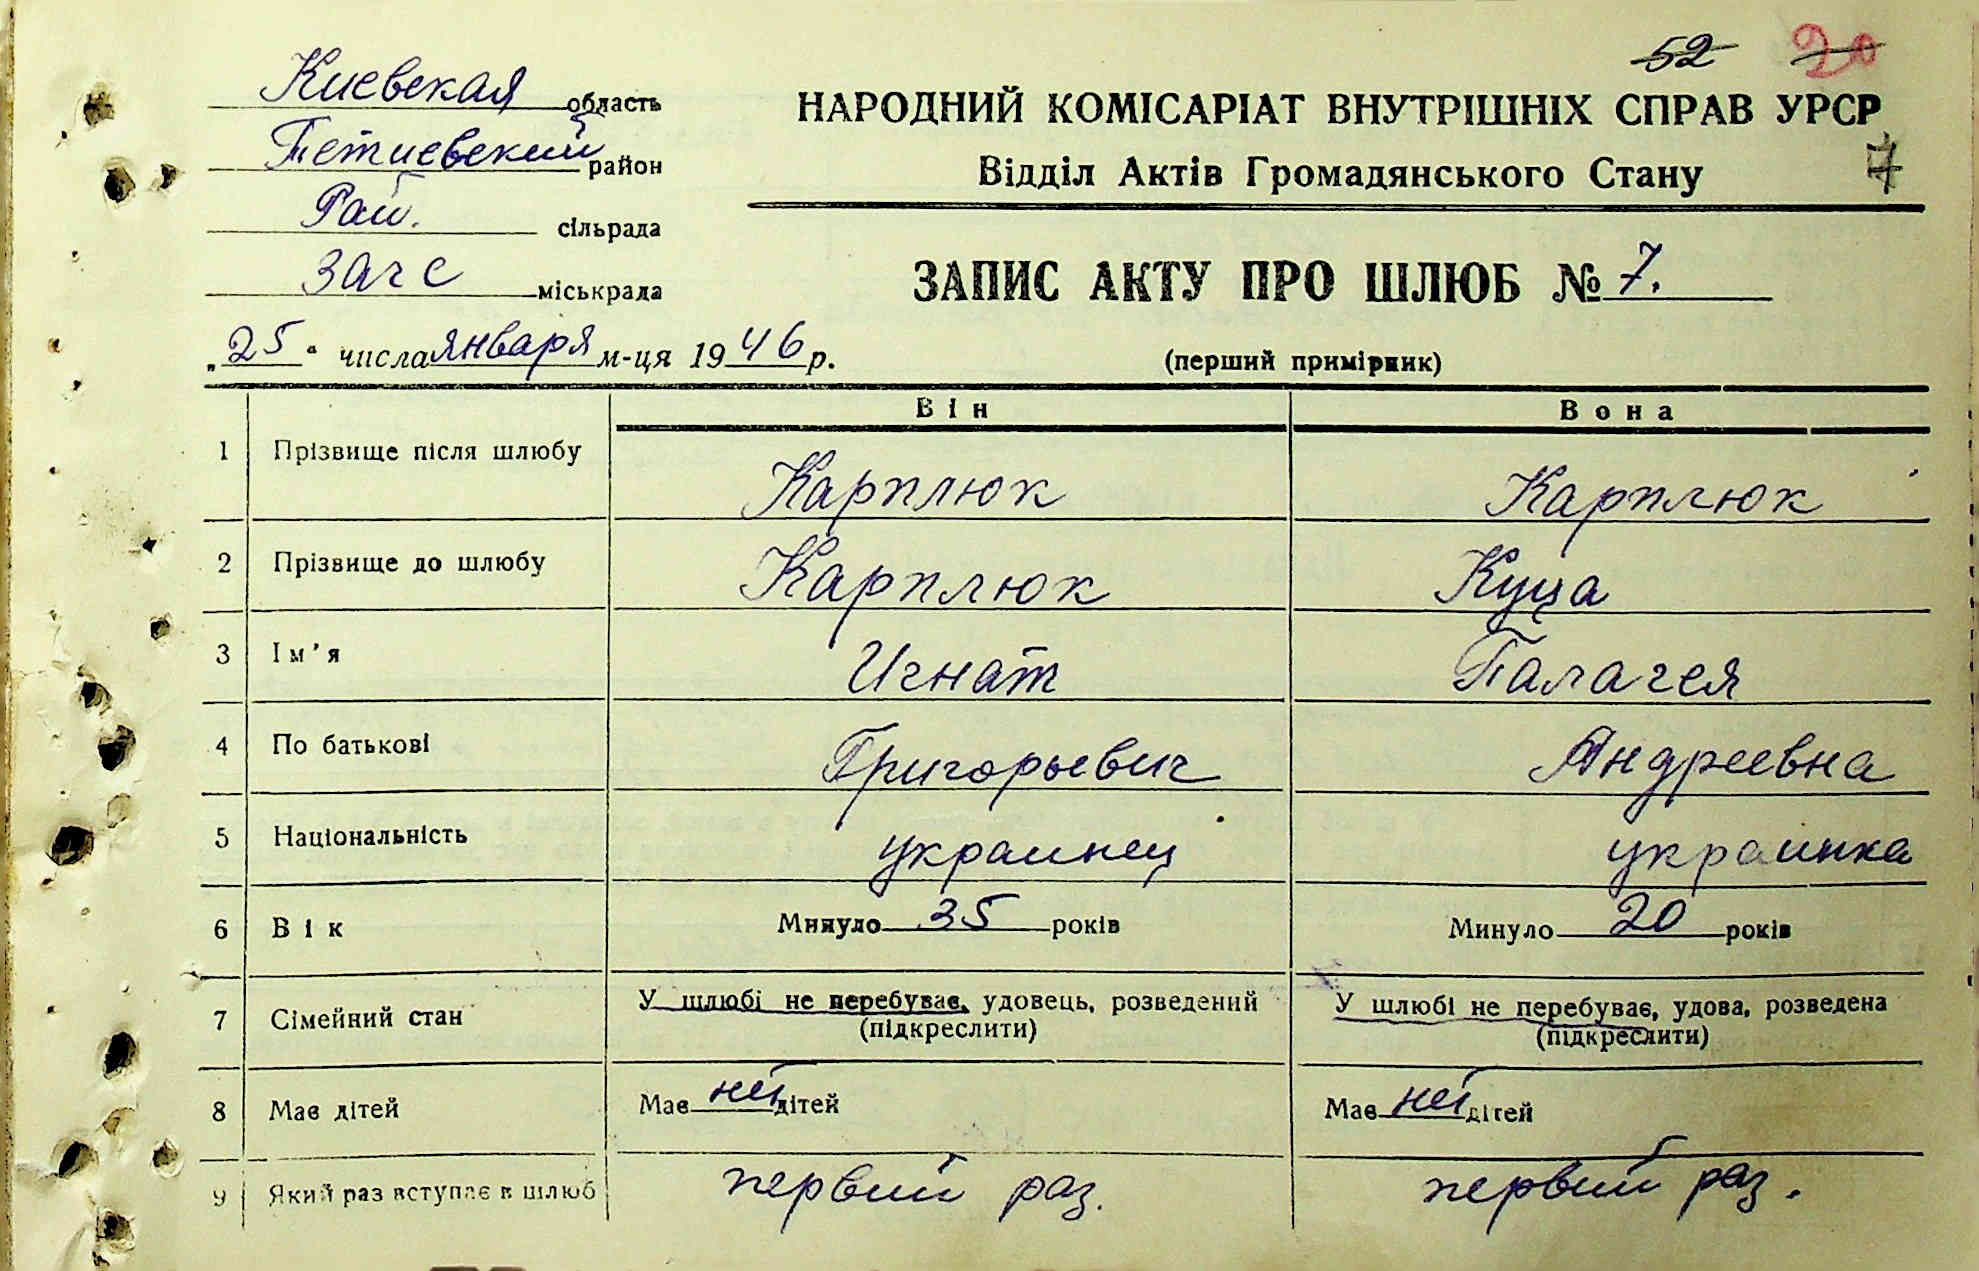 52 20
Киевская область
Тетиевский район
Рай. сільрада
загс міськрада
НАРОДНИЙ КОМІСАРІАТ ВНУТРІШНІХ СПРАВ УРСР
Відділ Актів Громадянського Стану 7
ЗАПИС АКТУ ПРО ШЛЮБ № 7.
„25“ числа января м-ця 1946 р.
(перший примірник)
Він Вона
1 Прізвище після шлюбу Карплюк Карплюк
2 Прізвище до шлюбу Карплюк Куца
3 Ім'я Игнат Палагея
4 По батькові Григорьевич Андреевна
5 Національність украинец украинка
6 Вік Минуло 35 років Минуло 20 років
7 Сімейний стан У шлюбі не перебуває, удовець, розведений У шлюбі не перебуває, удова, розведена
(підкреслити) (підкреслити)
8 Має дітей Має нет дітей Має нет дітей
9 Який раз вступає в шлюб первий раз. первий раз.